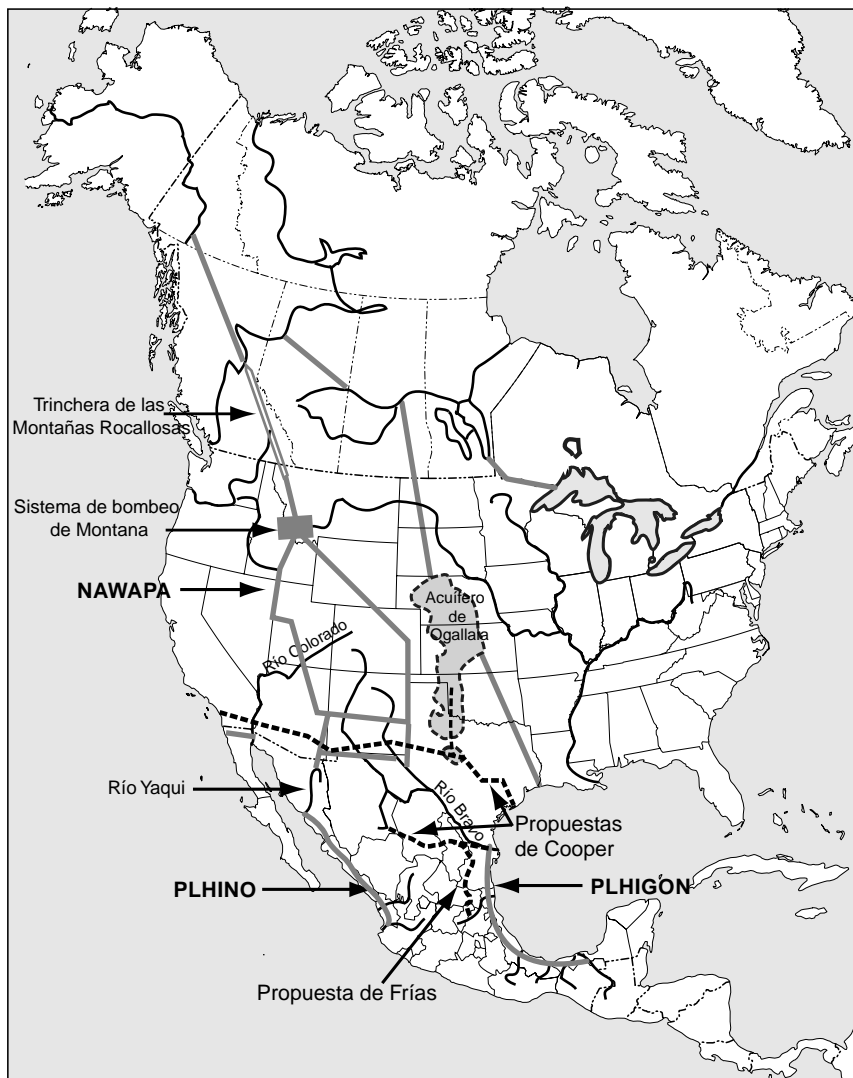 Trinchera de las
Montañas Rocallosas
Sistema de bombeo
de Montana
NAWAPA
Acuífero
de
Ogallala
Río Colorado
Río Yaqui
Río Bravo
Propuestas
de Cooper
PLHINO
PLHIGON
Propuesta de Frías